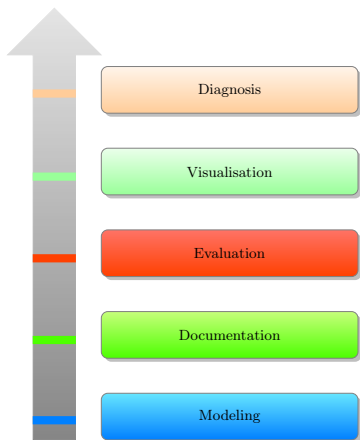 Diagnosis
Visualisation
Evaluation
Documentation
Modeling